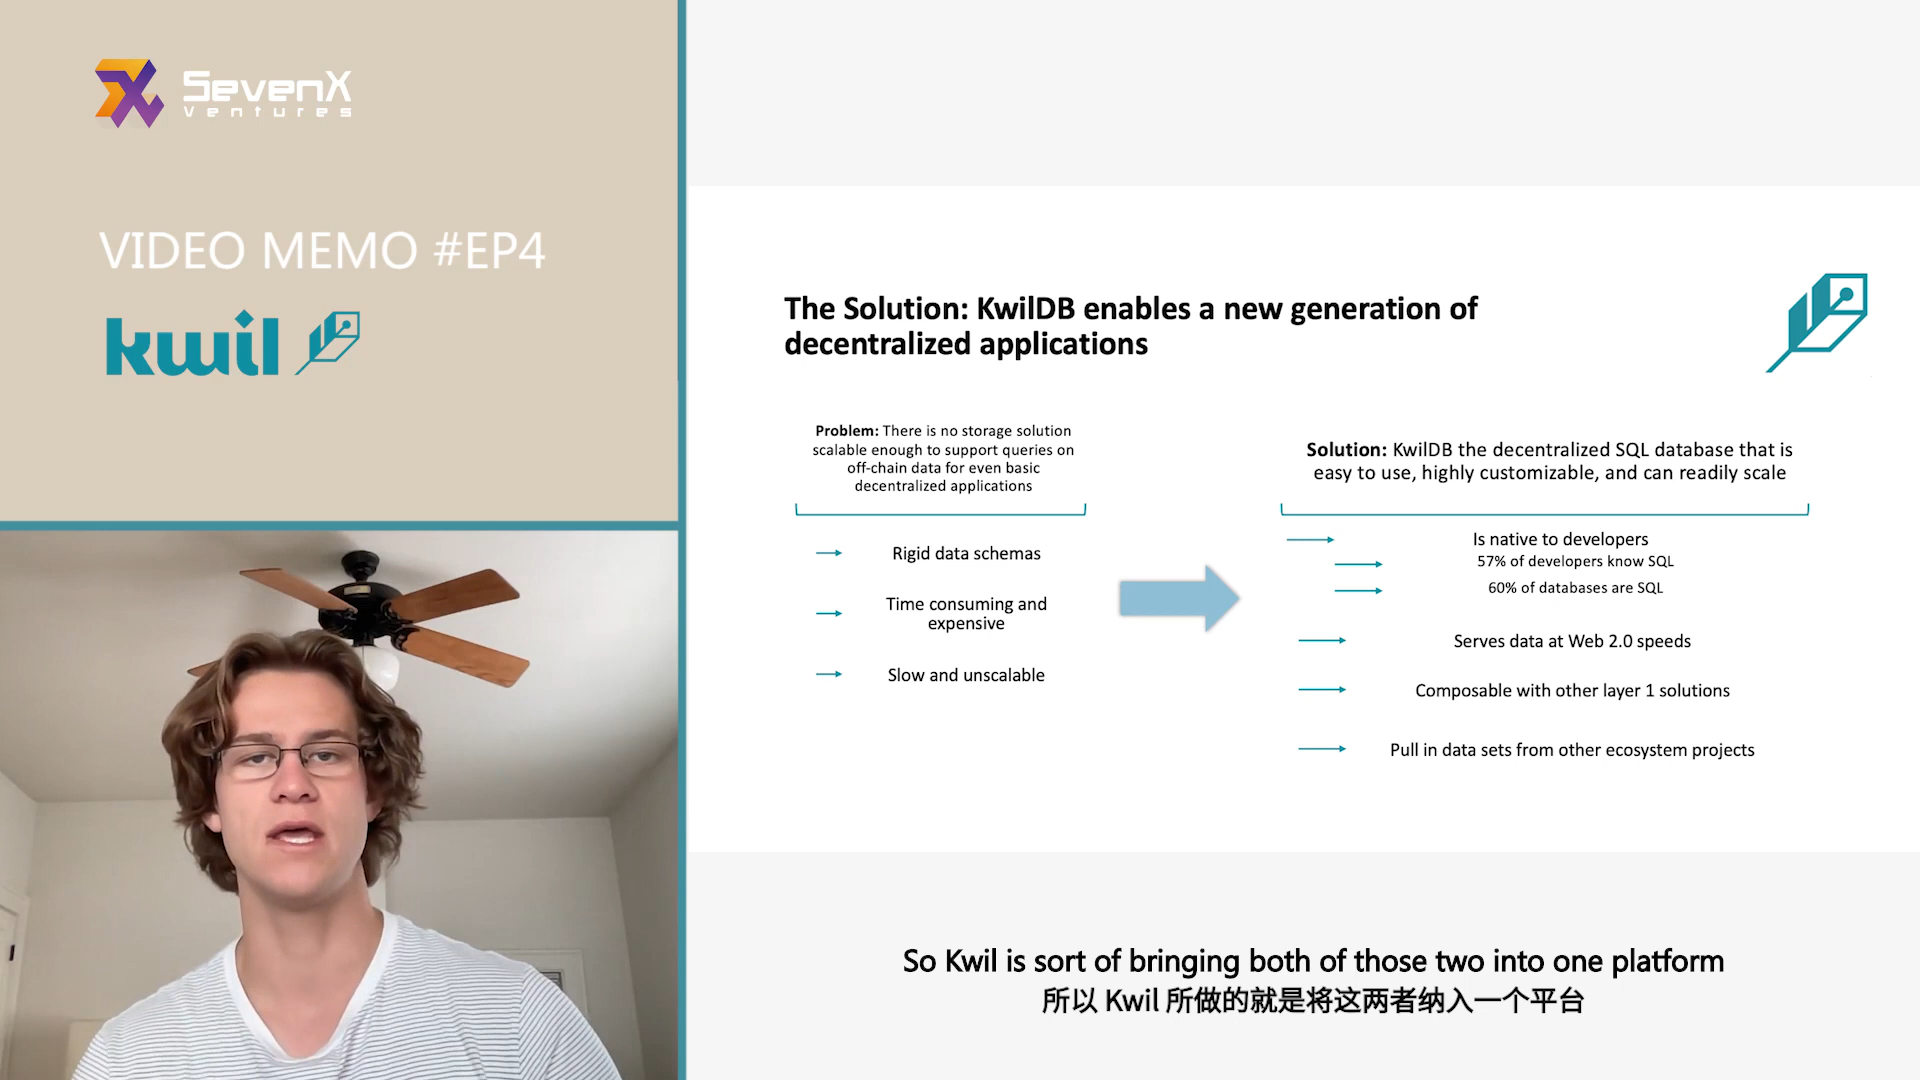 SevenX
Ventures
VIDEO MEMO #EP4
kwil
The Solution: KwilDB enables a new generation of
decentralized applications
Problem: There is no storage solution
scalable enough to support queries on
off-chain data for even basic
decentralized applications
Rigid data schemas
Time consuming and
expensive
Slow and unscalable
Solution: KwilDB the decentralized SQL database that is
easy to use, highly customizable, and can readily scale
Is native to developers
57% of developers know SQL
60% of databases are SQL
Serves data at Web 2.0 speeds
Composable with other layer 1 solutions
Pull in data sets from other ecosystem projects
So Kwil is sort of bringing both of those two into one platform
所以 Kwil 所做的就是将这两者纳入一个平台